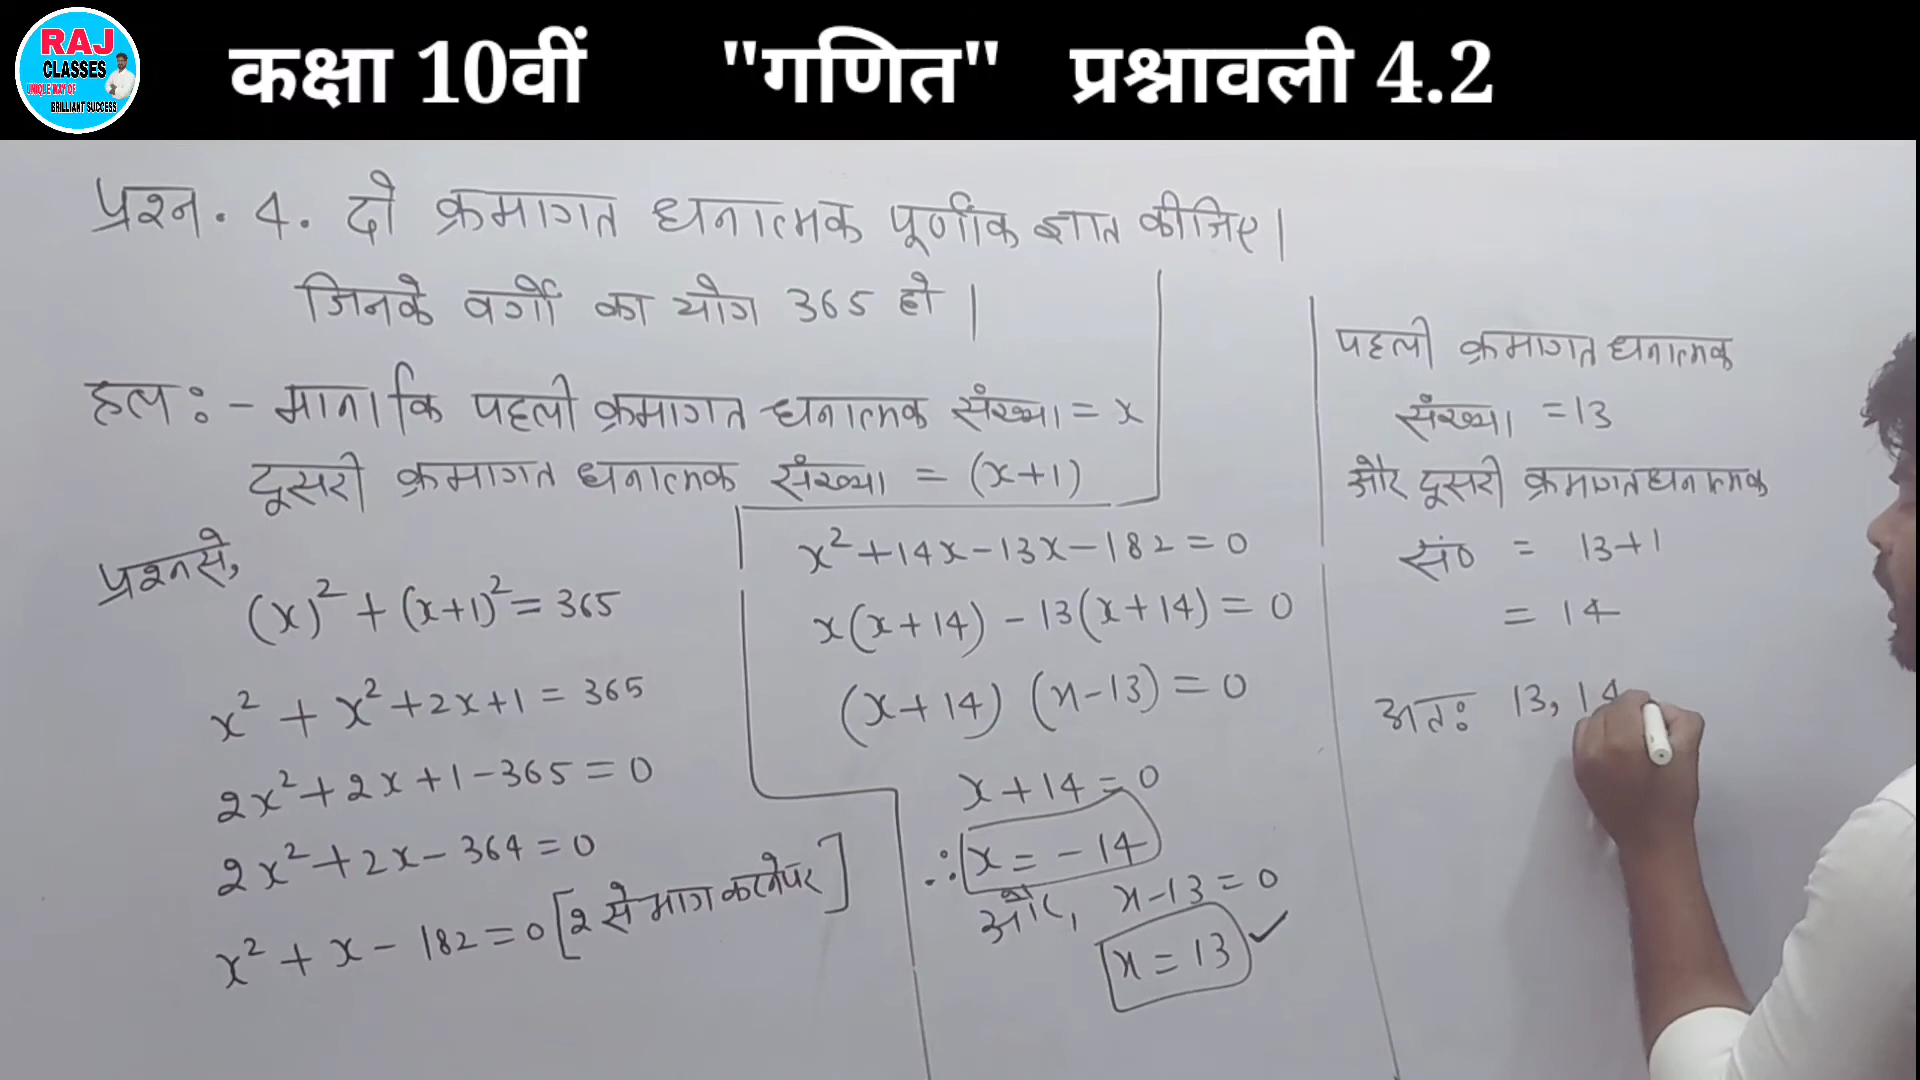 RAJ
CLASSES
UNIQUE WAY OF
BRILLIANT SUCCESS
कक्षा 10वीं "गणित" प्रश्नावली 4.2
प्रश्न. 4. दो क्रमागत धनात्मक पूर्णांक ज्ञात कीजिए।
जिनके वर्गों का योग 365 हो।
हलः- माना कि पहली क्रमागत धनात्मक संख्या = x
दूसरी क्रमागत धनात्मक संख्या = (x+1)
प्रश्न से,
(x)² + (x+1)² = 365
x² + x² + 2x + 1 = 365
2x² + 2x + 1 - 365 = 0
2x² + 2x - 364 = 0
x² + x - 182 = 0 [2 से भाग करने पर]
x² + 14x - 13x - 182 = 0
x(x+14) - 13(x+14) = 0
(x+14) (x-13) = 0
x + 14 = 0
∴ x = -14
और, x - 13 = 0
x = 13 ✓
पहली क्रमागत धनात्मक
संख्या = 13
और दूसरी क्रमागत धनात्मक
सं० = 13+1
= 14
अतः 13, 14